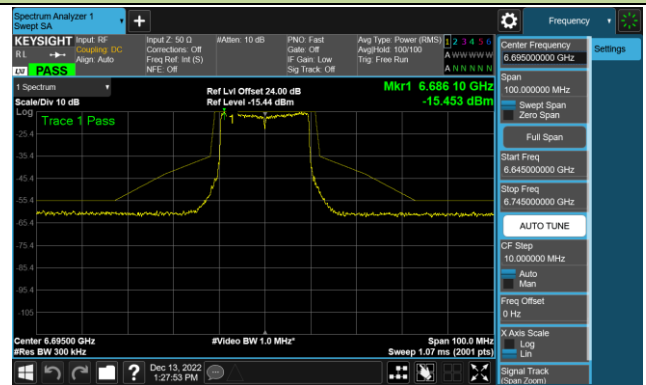 Spectrum Analyzer 1
Swept SA
Frequency
KEYSIGHT
Input: RF
Coupling: DC
Align: Auto
Input Z: 50 Ω
Corrections: Off
Freq Ref: Int (S)
NFE: Off
#Atten: 10 dB
PNO: Fast
Gate: Off
IF Gain: Low
Sig Track: Off
Avg Type: Power (RMS)
Avg|Hold: 100/100
Trig: Free Run
1 2 3 4 5 6
A W W W W W
A N N N N N
RL
LXI PASS
Center Frequency
6.695000000 GHz
Settings
Span
100.000000 MHz
Swept Span
Zero Span
Full Span
Start Freq
6.645000000 GHz
Stop Freq
6.745000000 GHz
AUTO TUNE
CF Step
10.000000 MHz
Auto
Man
Freq Offset
0 Hz
X Axis Scale
Log
Lin
Signal Track
(Span Zoom)
1 Spectrum
Scale/Div 10 dB
Ref Lvl Offset 24.00 dB
Ref Level -15.44 dBm
Mkr1 6.686 10 GHz
-15.453 dBm
Log
Trace 1 Pass
1
-25.4
-35.4
-45.4
-55.4
-65.4
-75.4
-85.4
-95.4
-105
Center 6.69500 GHz
#Res BW 300 kHz
#Video BW 1.0 MHz*
Span 100.0 MHz
Sweep 1.07 ms (2001 pts)
?
Dec 13, 2022
1:27:53 PM